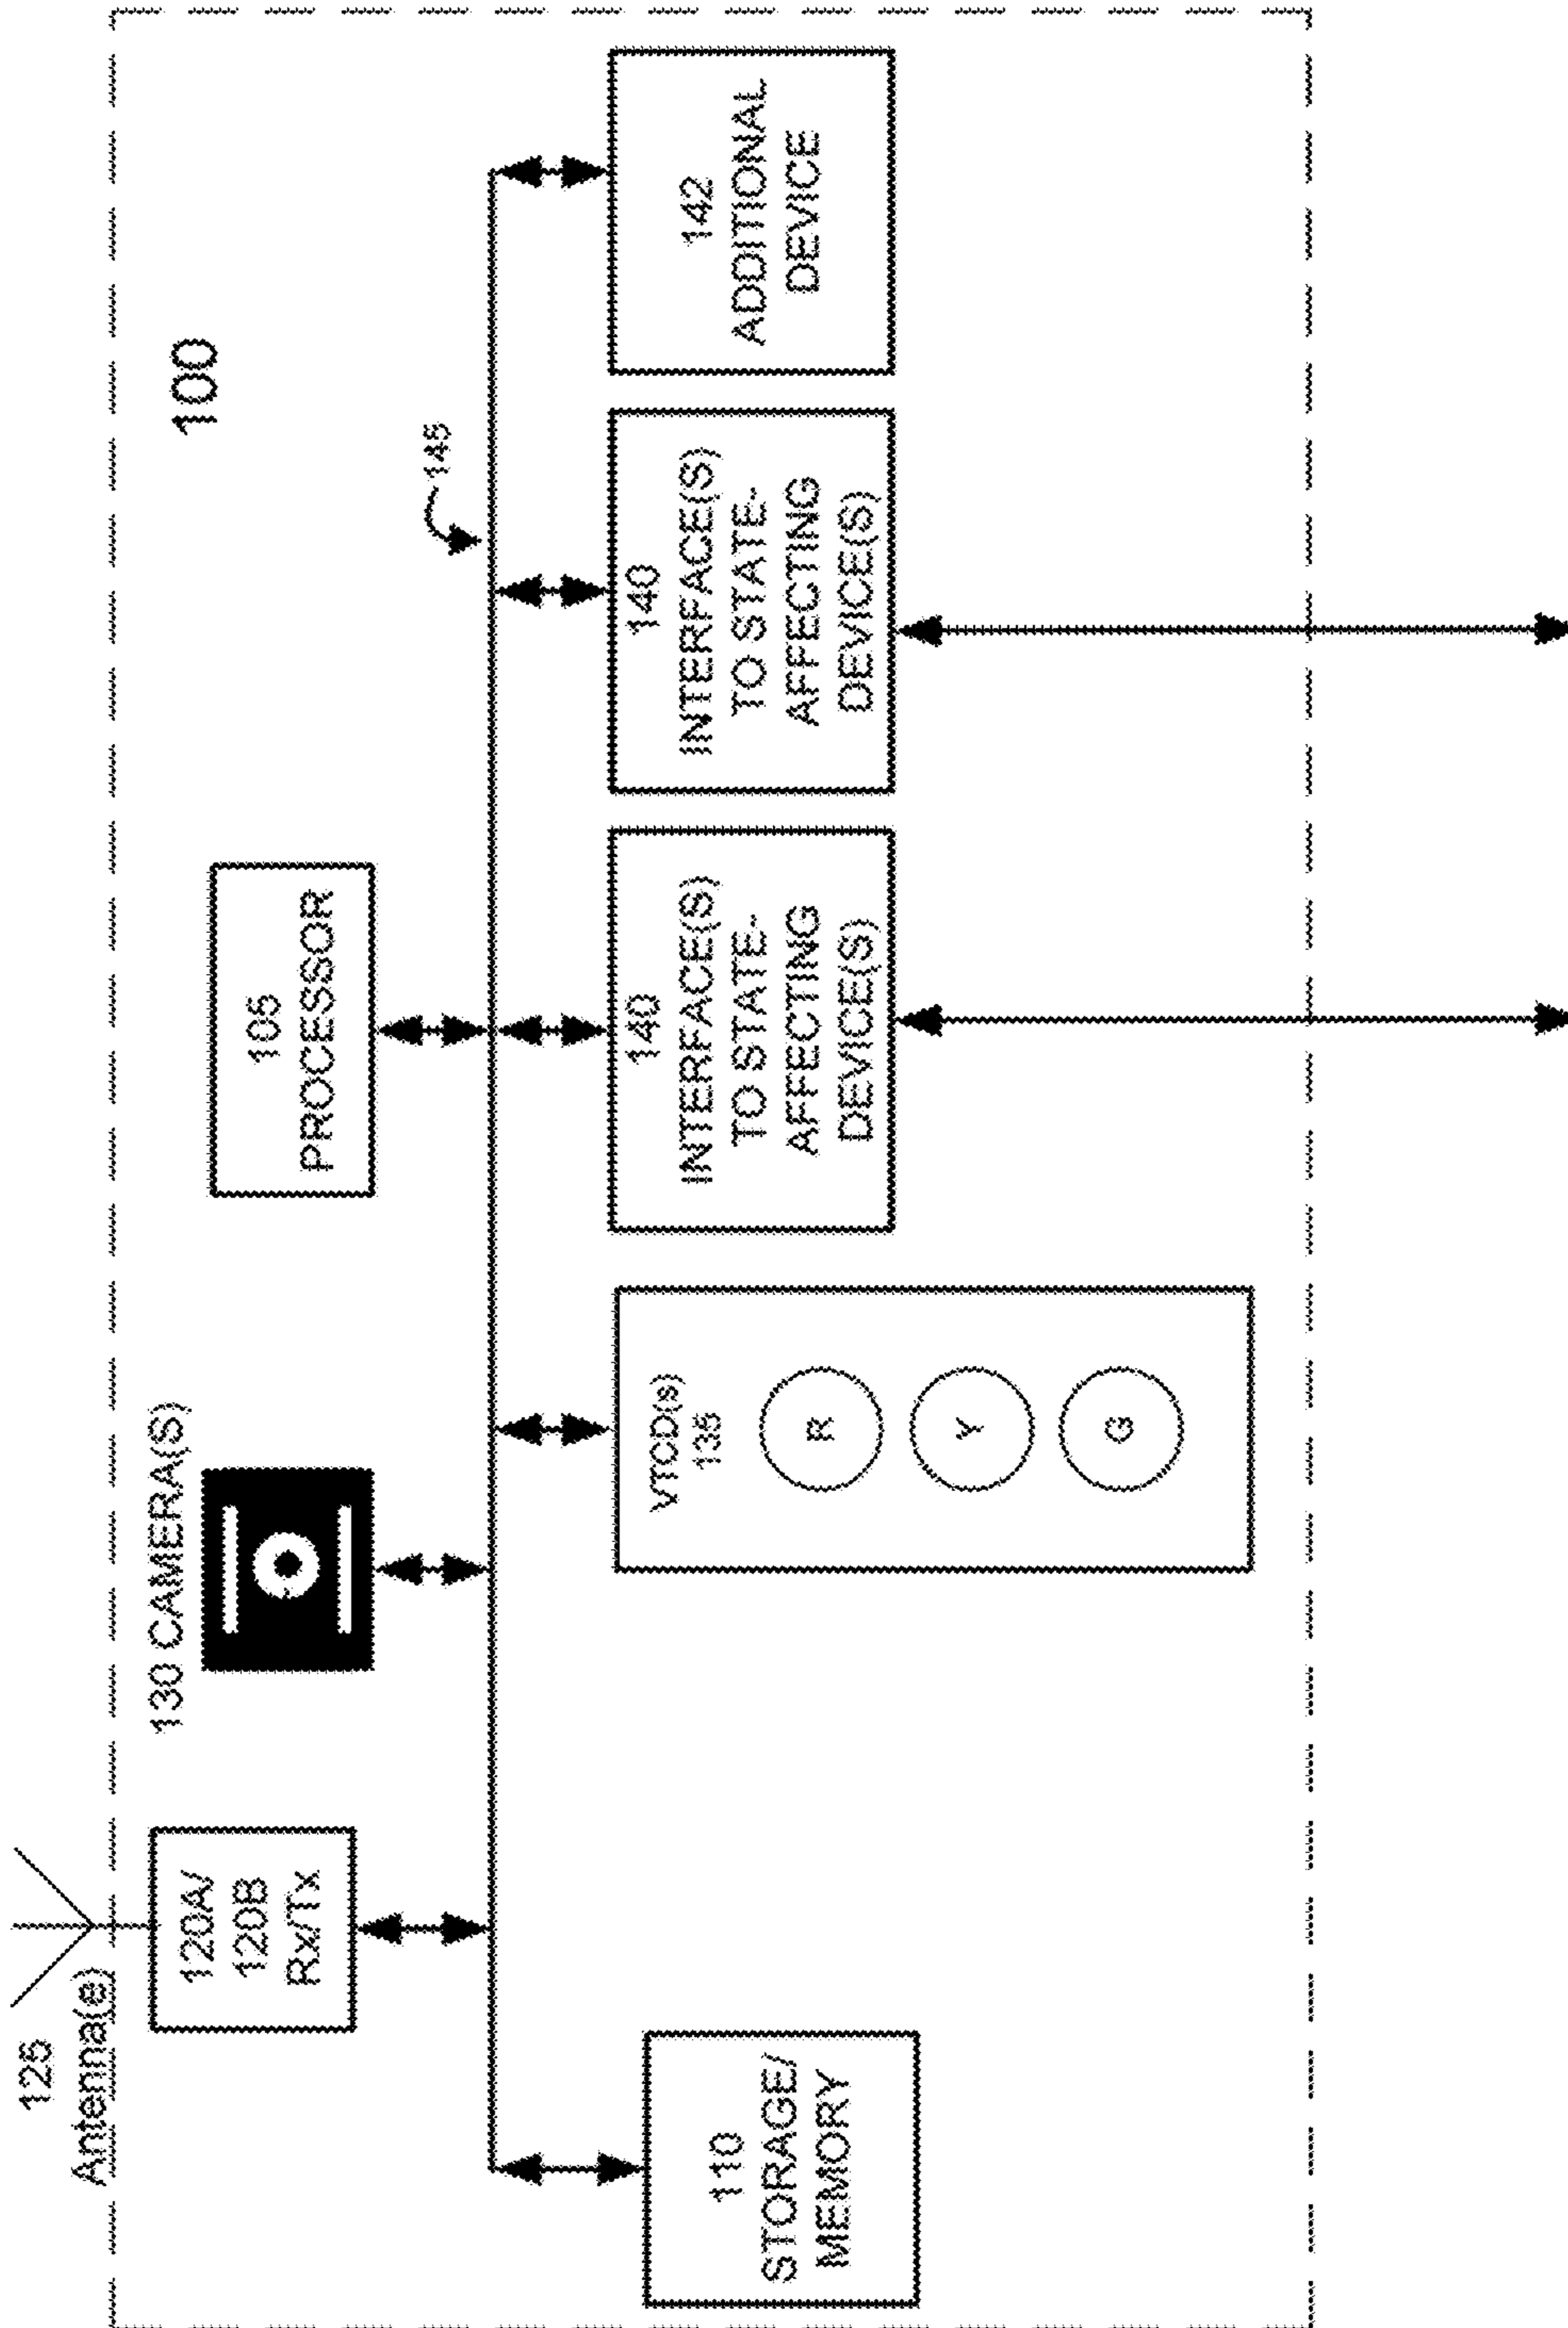 125
Antenna(e)
120A/
120B
Rx/Tx
130 CAMERA(S)
105
PROCESSOR
100
145
110
STORAGE/
MEMORY
VTCD(s)
135
R
Y
G
140
INTERFACE(S)
TO STATE-
AFFECTING
DEVICE(S)
140
INTERFACE(S)
TO STATE-
AFFECTING
DEVICE(S)
142
ADDITIONAL
DEVICE